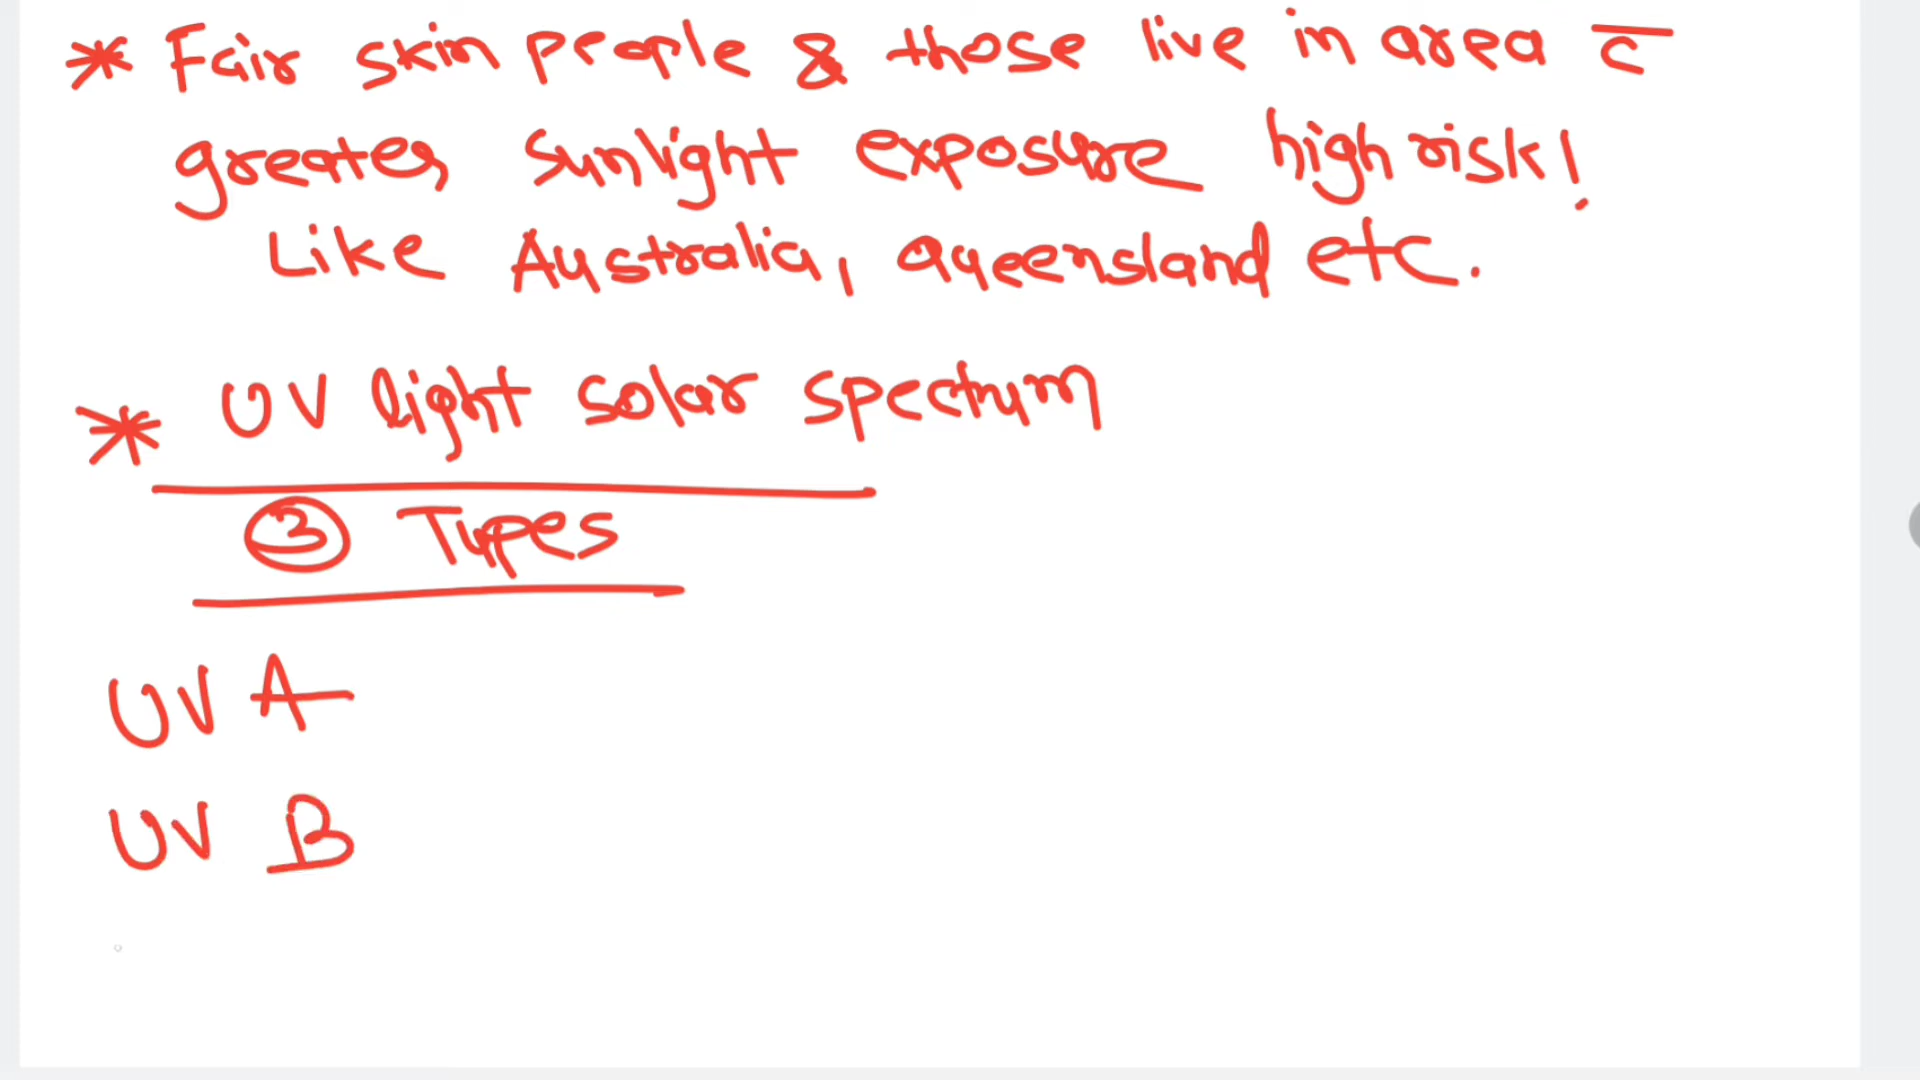 * Fair skin people & those live in area c̅
greater sunlight exposure high risk!
Like Australia, Queensland etc.
* UV light solar spectrum
③ Types
UV A
UV B